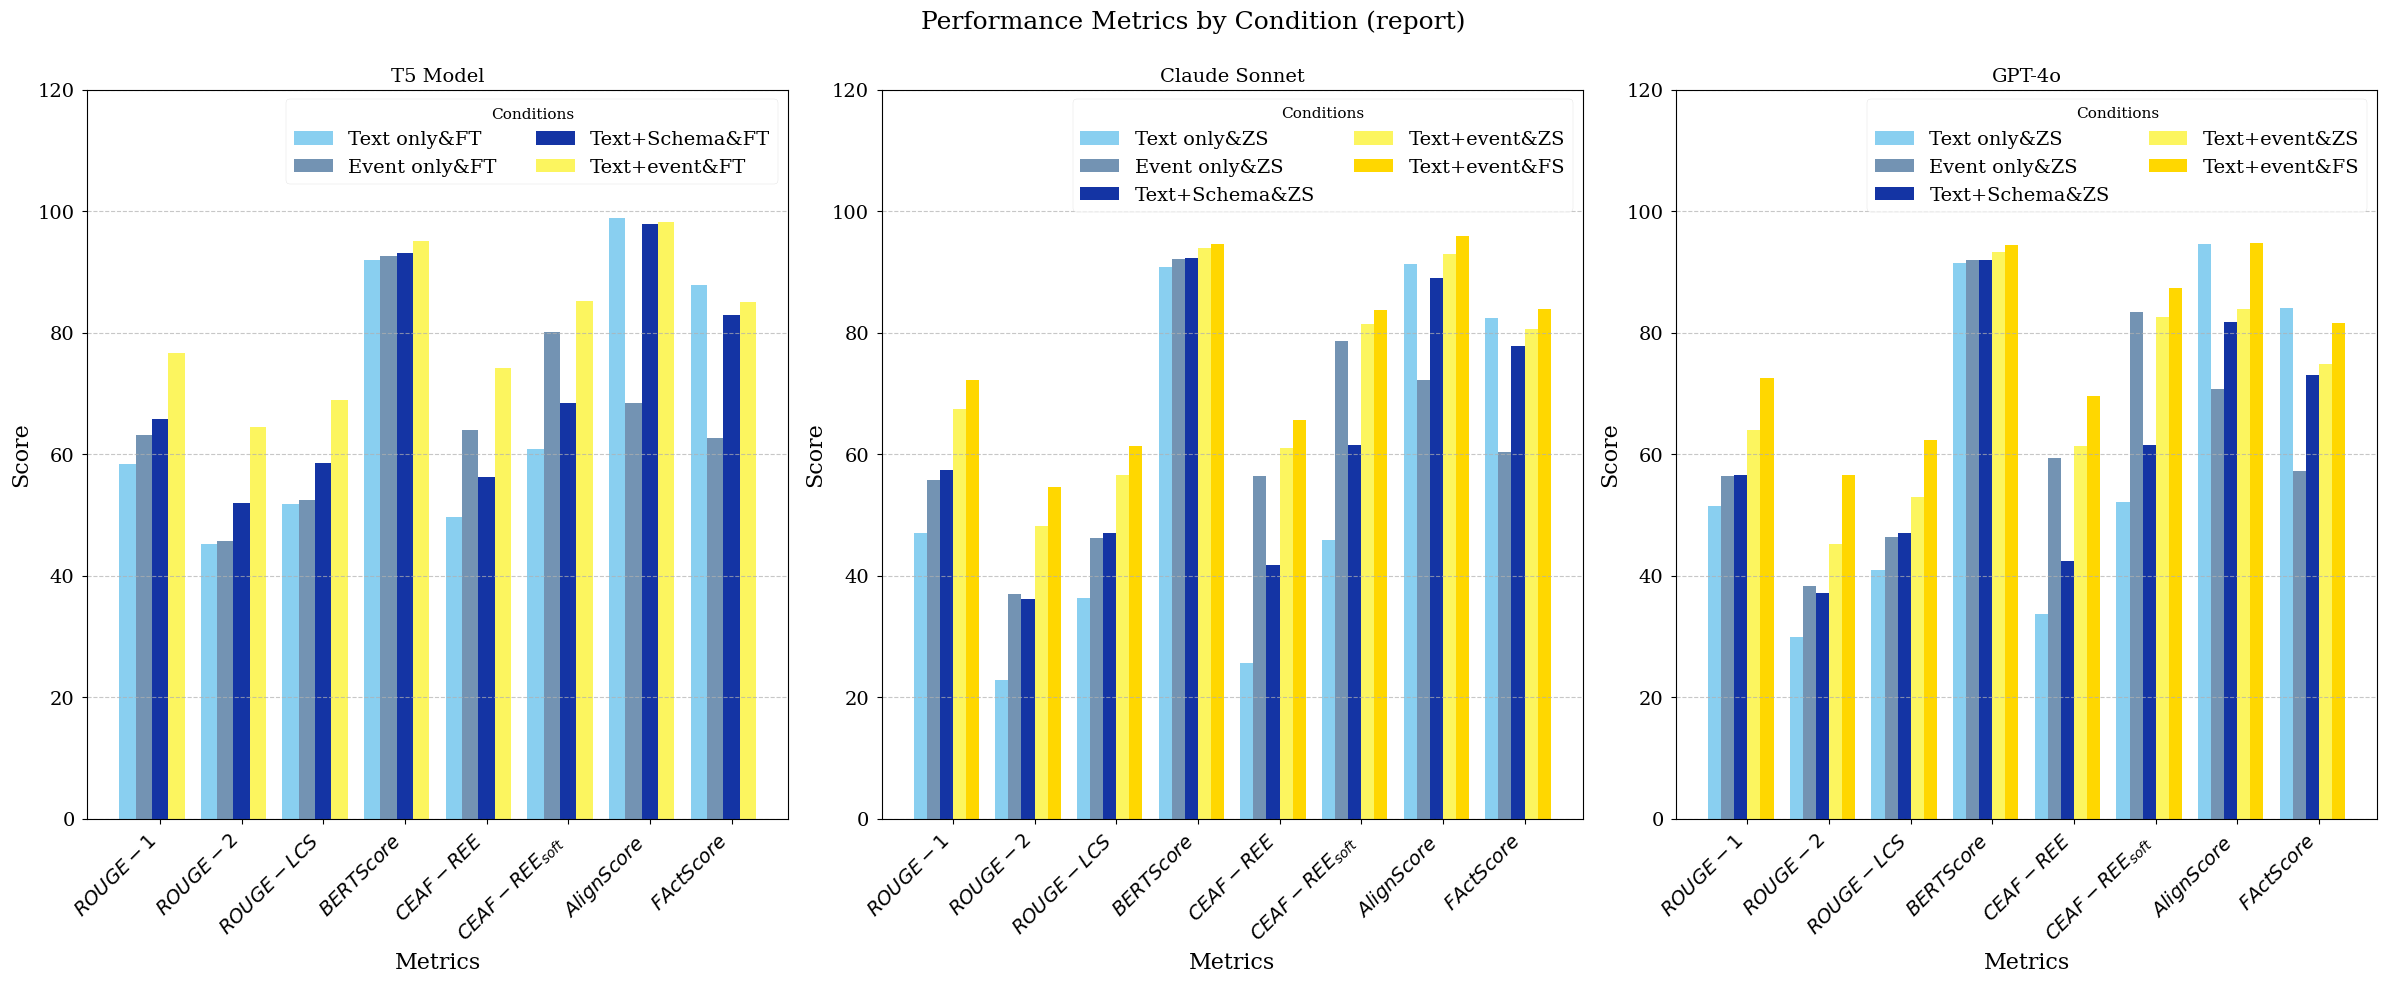 Performance Metrics by Condition (report)
T5 Model
Conditions
Text only&FT
Event only&FT
Text+Schema&FT
Text+event&FT
Score
120
100
80
60
40
20
0
ROUGE − 1
ROUGE − 2
ROUGE − LCS
BERTScore
CEAF − REE
CEAF − REE_soft
AlignScore
FActScore
Metrics
Claude Sonnet
Conditions
Text only&ZS
Event only&ZS
Text+Schema&ZS
Text+event&ZS
Text+event&FS
Score
120
100
80
60
40
20
0
ROUGE − 1
ROUGE − 2
ROUGE − LCS
BERTScore
CEAF − REE
CEAF − REE_soft
AlignScore
FActScore
Metrics
GPT-4o
Conditions
Text only&ZS
Event only&ZS
Text+Schema&ZS
Text+event&ZS
Text+event&FS
Score
120
100
80
60
40
20
0
ROUGE − 1
ROUGE − 2
ROUGE − LCS
BERTScore
CEAF − REE
CEAF − REE_soft
AlignScore
FActScore
Metrics